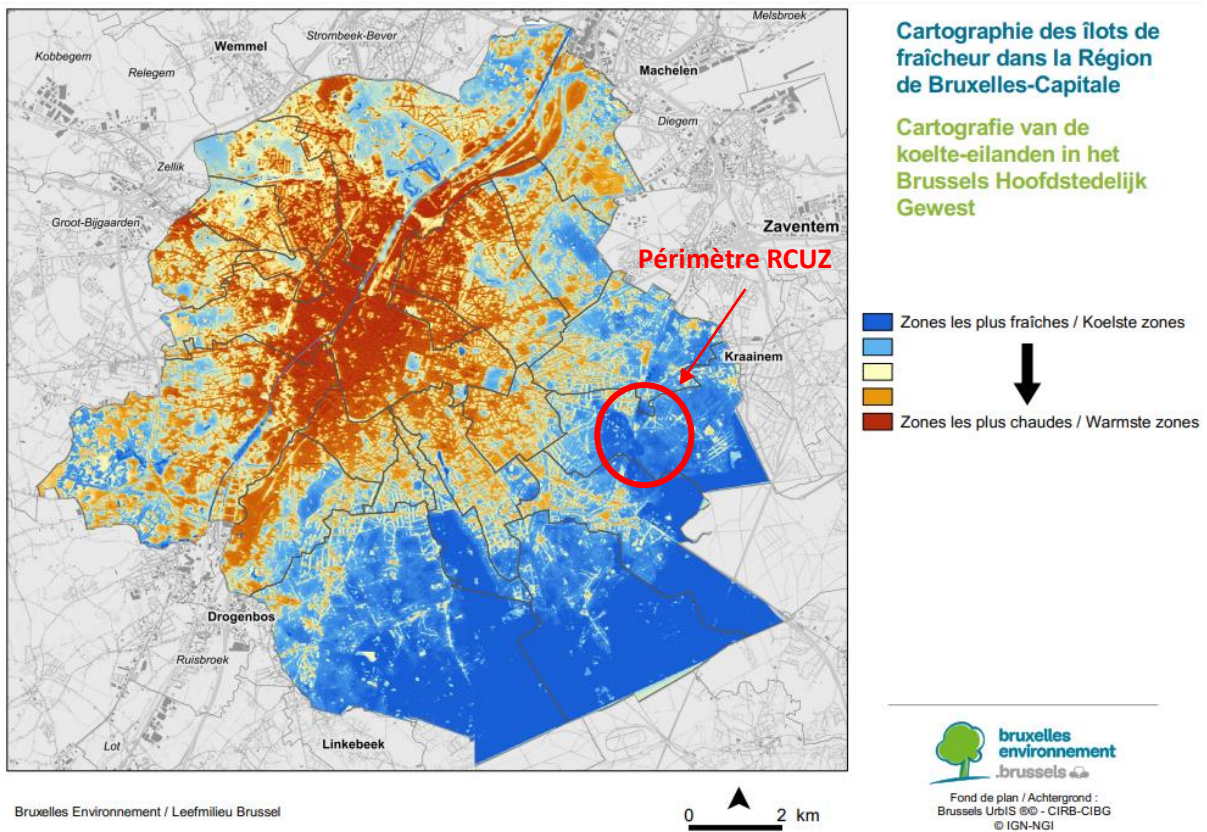 Cartographie des îlots de
fraîcheur dans la Région
de Bruxelles-Capitale
Cartografie van de
koelte-eilanden in het
Brussels Hoofdstedelijk
Gewest
Melsbroek
Strombeek-Bever
Wemmel
Kobbegem
Machelen
Relegem
Diegem
Zellik
Groot-Bijgaarden
Zaventem
Périmètre RCUZ
Kraainem
Drogenbos
Ruisbroek
Lot
Linkebeek
Zones les plus fraîches / Koelste zones
Zones les plus chaudes / Warmste zones
bruxelles
environnement
.brussels
Fond de plan / Achtergrond :
Brussels UrbIS ®© - CIRB-CIBG
© IGN-NGI
Bruxelles Environnement / Leefmilieu Brussel
0 2 km